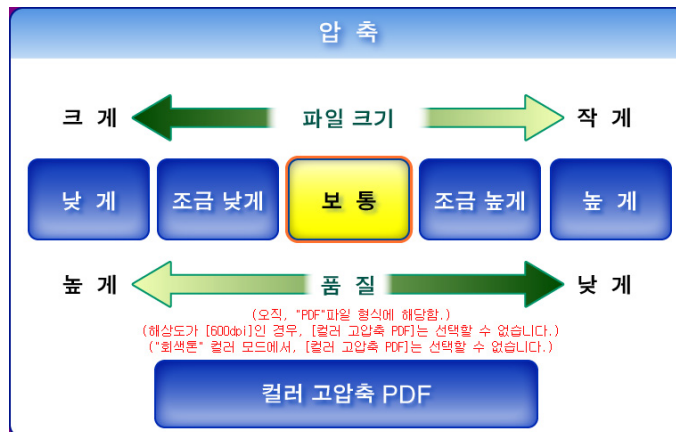 압 축
크 게 파일 크기 작 게
낮 게 조금 낮게 보 통 조금 높게 높 게
높 게 품 질 낮 게
(오직, "PDF"파일 형식에 해당함.)
(해상도가 [600dpi]인 경우, [컬러 고압축 PDF]는 선택할 수 없습니다.)
("회색톤" 컬러 모드에서, [컬러 고압축 PDF]는 선택할 수 없습니다.)
컬러 고압축 PDF